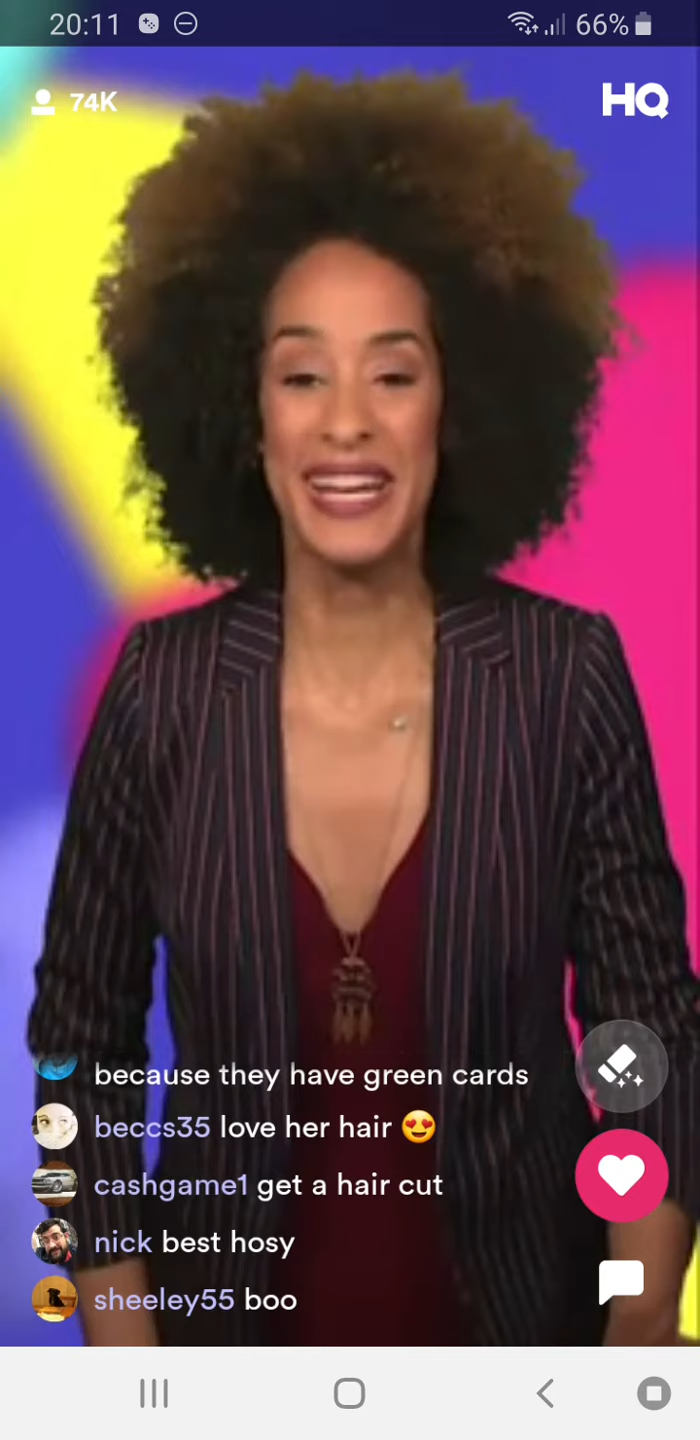 20:11
66%
74K
HQ
because they have green cards
beccs35 love her hair 😍
cashgame1 get a hair cut
nick best hosy
sheeley55 boo